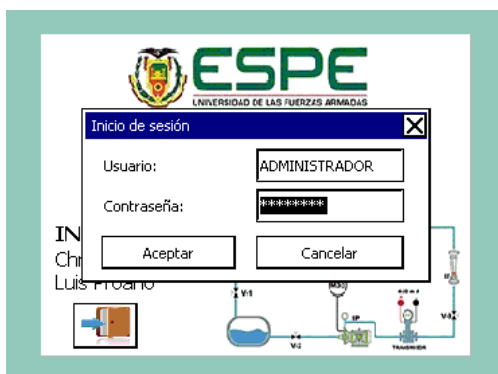 ESPE
UNIVERSIDAD DE LAS FUERZAS ARMADAS
Inicio de sesión
Usuario:
ADMINISTRADOR
Contraseña:
********
Aceptar
Cancelar
IN
Chr
Luis Proaño
V-1
V-2
TRANSMISOR